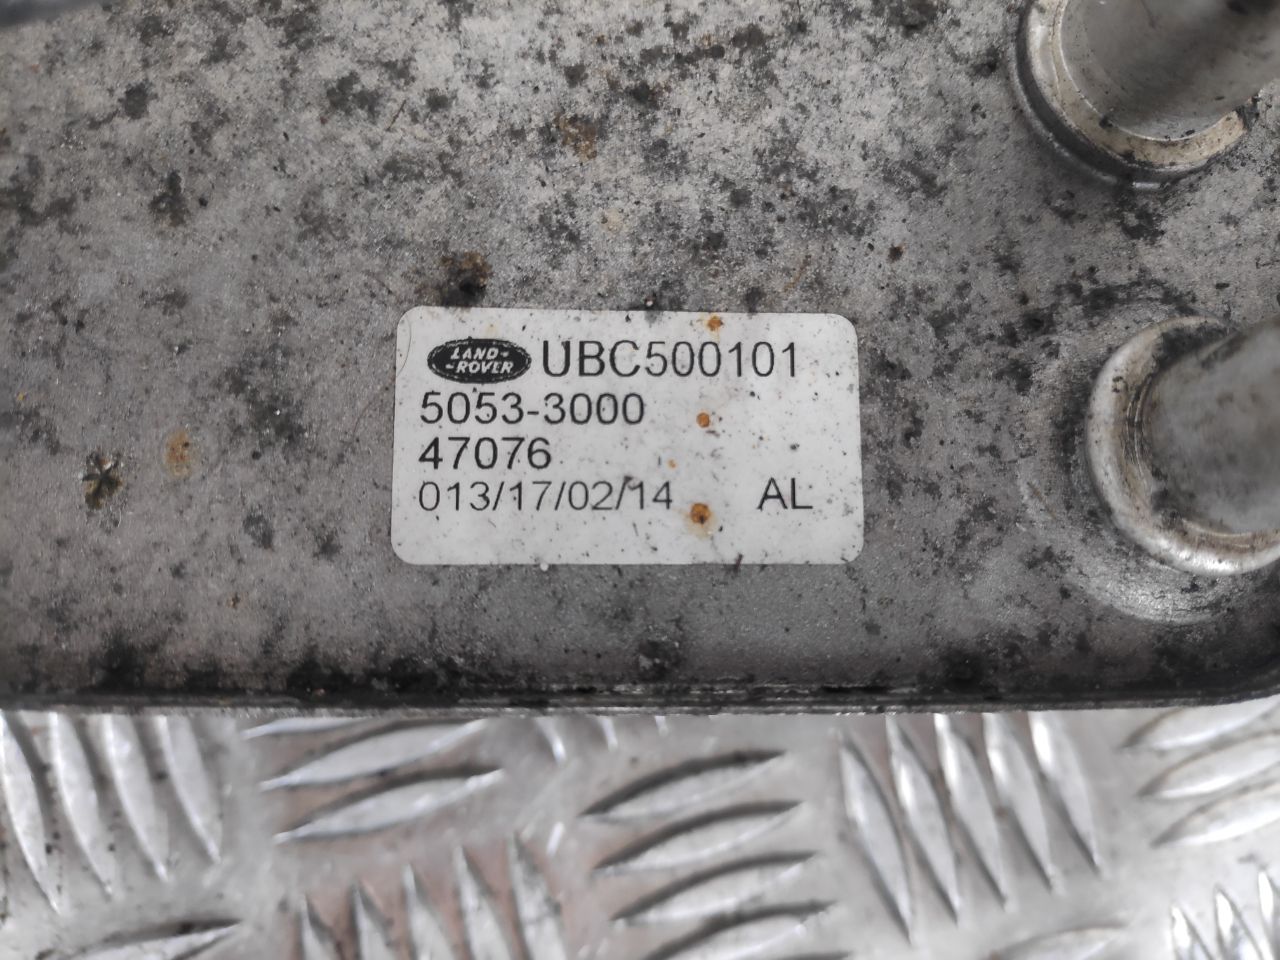 LAND-
-ROVER
UBC500101
5053-3000
47076
013/17/02/14 AL